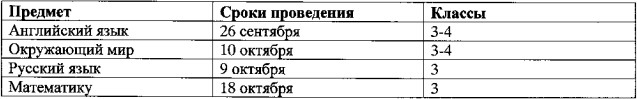 Предмет Сроки проведения Классы
Английский язык 26 сентября 3-4
Окружающий мир 10 октября 3-4
Русский язык 9 октября 3
Математику 18 октября 3